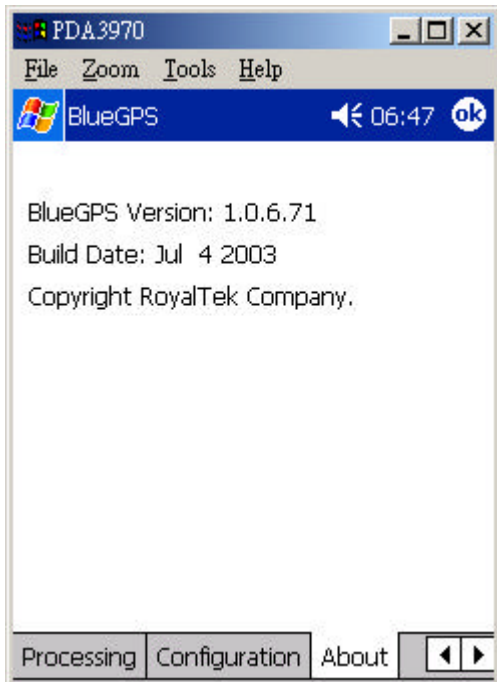 PDA3970
File Zoom Tools Help
BlueGPS 06:47 ok
BlueGPS Version: 1.0.6.71
Build Date: Jul  4 2003
Copyright RoyalTek Company.
Processing Configuration About